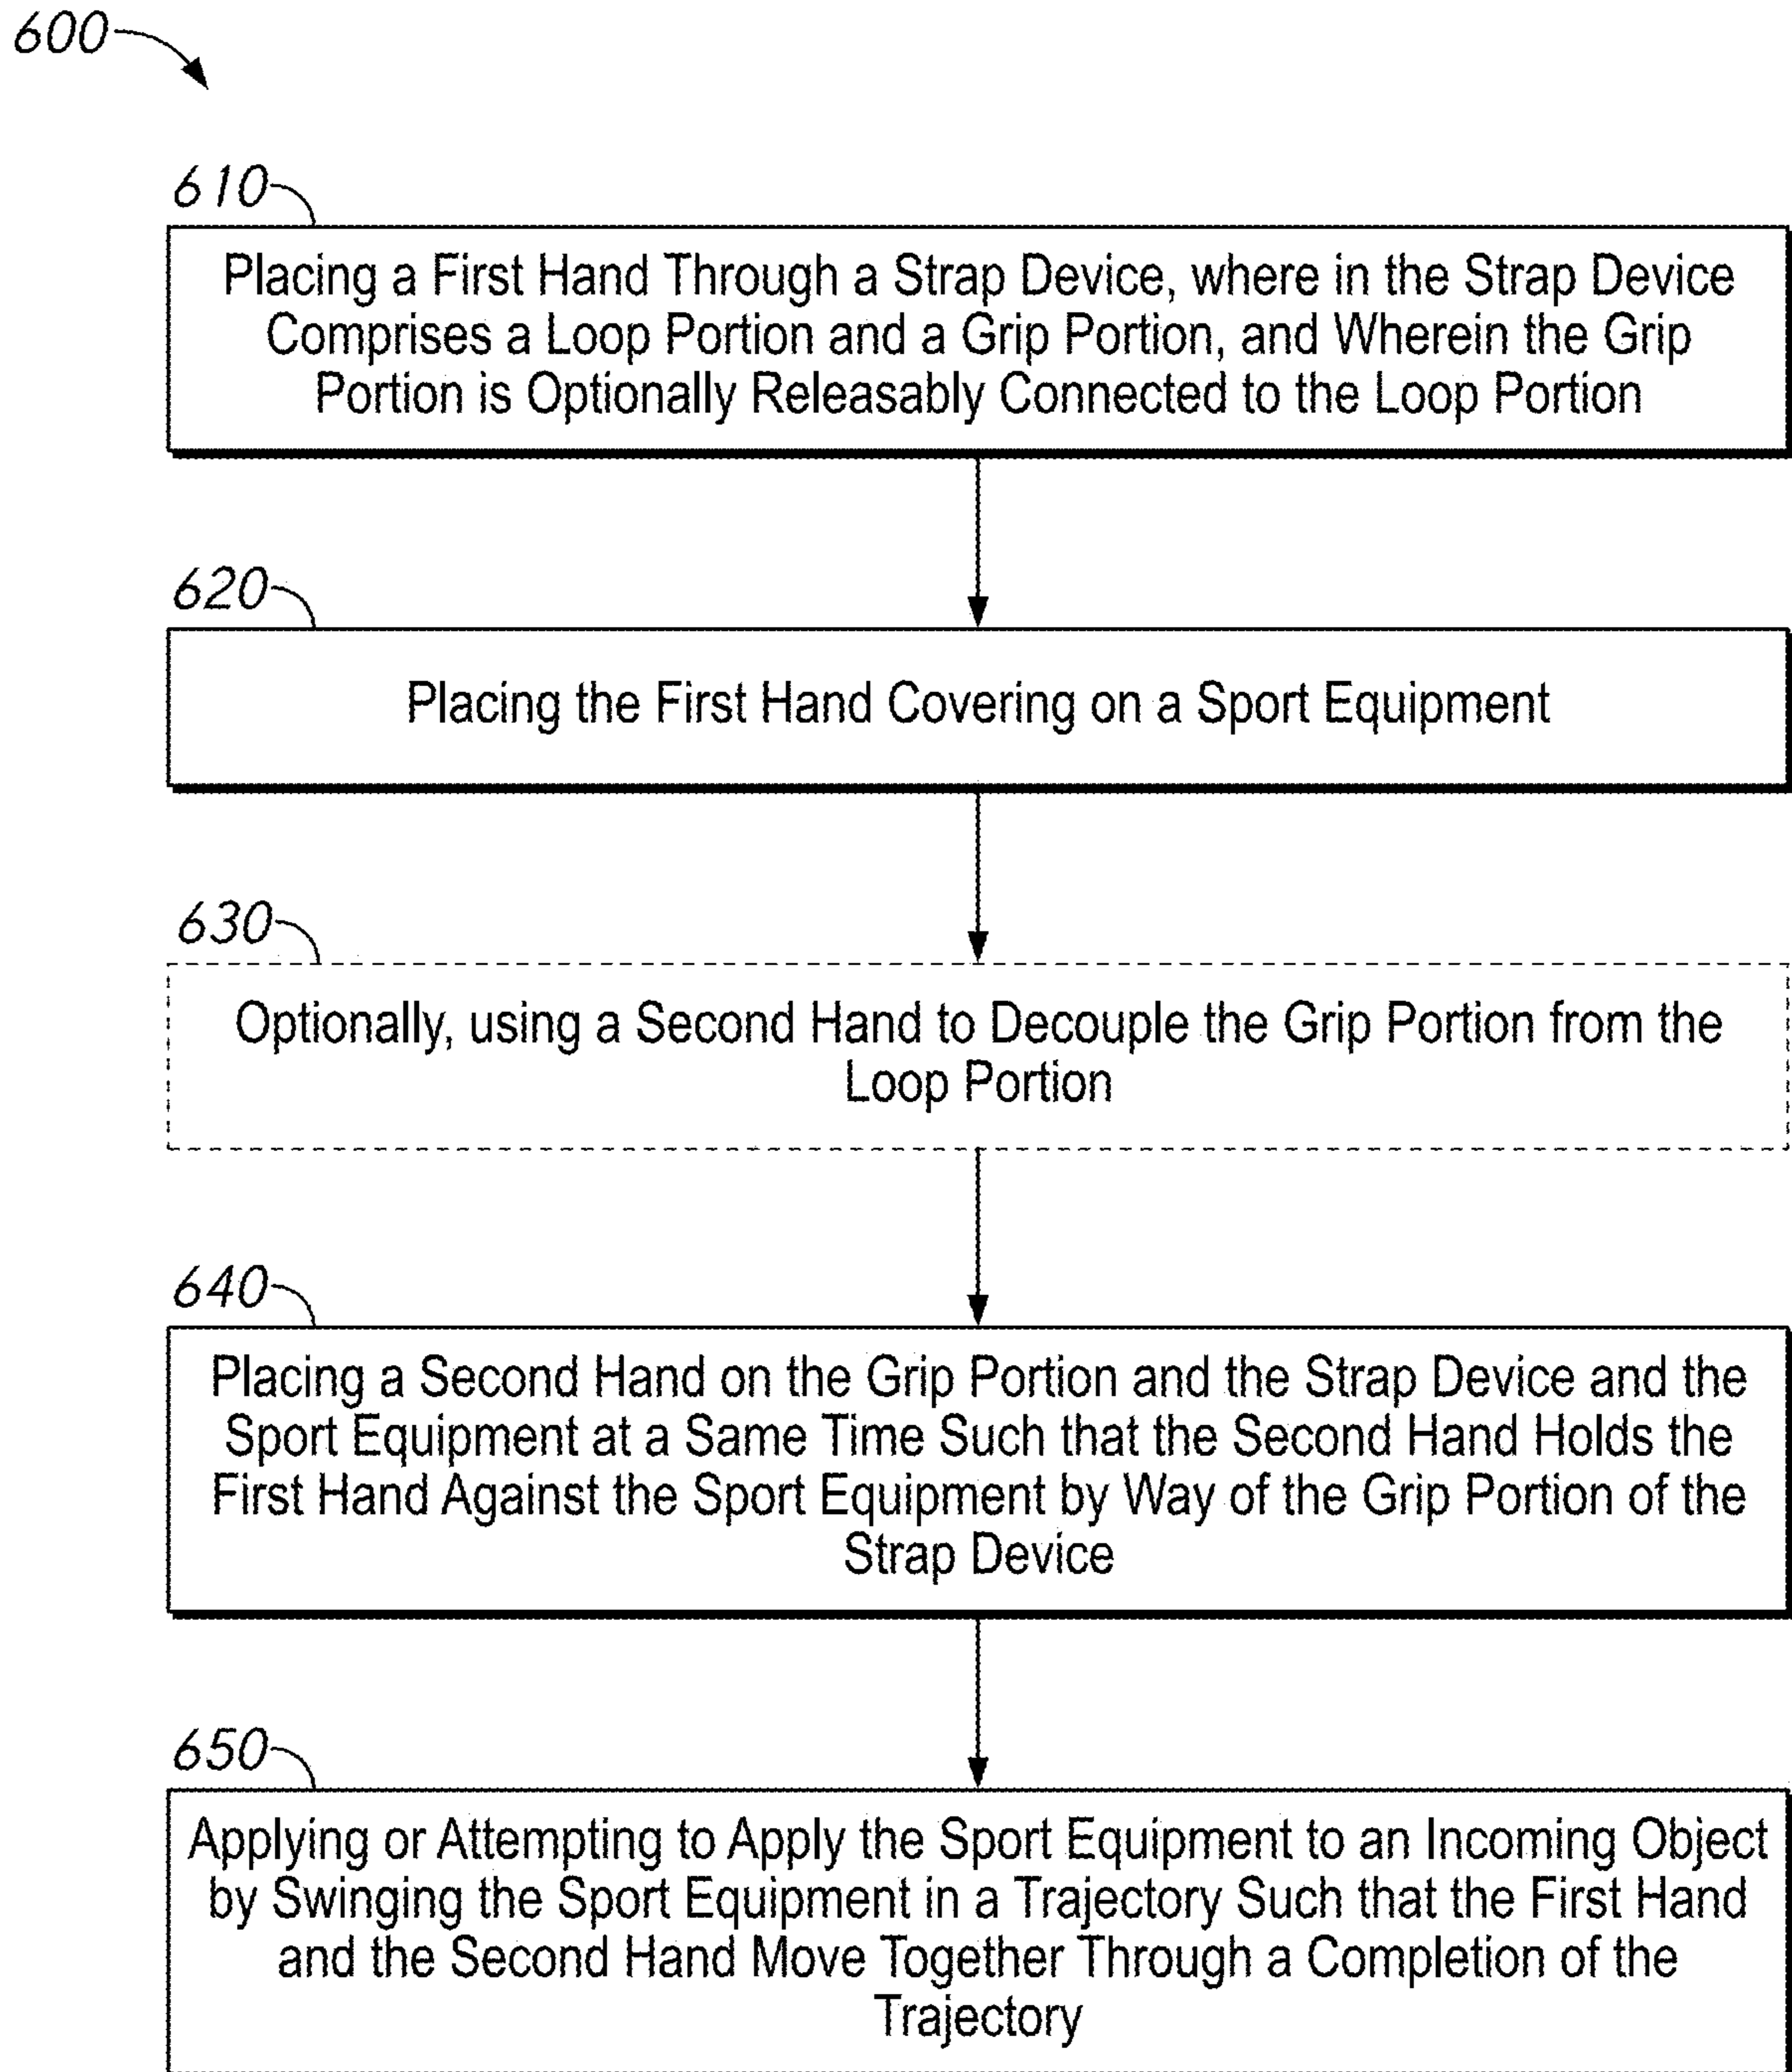 600
610
Placing a First Hand Through a Strap Device, where in the Strap Device
Comprises a Loop Portion and a Grip Portion, and Wherein the Grip
Portion is Optionally Releasably Connected to the Loop Portion
620
Placing the First Hand Covering on a Sport Equipment
630
Optionally, using a Second Hand to Decouple the Grip Portion from the
Loop Portion
640
Placing a Second Hand on the Grip Portion and the Strap Device and the
Sport Equipment at a Same Time Such that the Second Hand Holds the
First Hand Against the Sport Equipment by Way of the Grip Portion of the
Strap Device
650
Applying or Attempting to Apply the Sport Equipment to an Incoming Object
by Swinging the Sport Equipment in a Trajectory Such that the First Hand
and the Second Hand Move Together Through a Completion of the
Trajectory